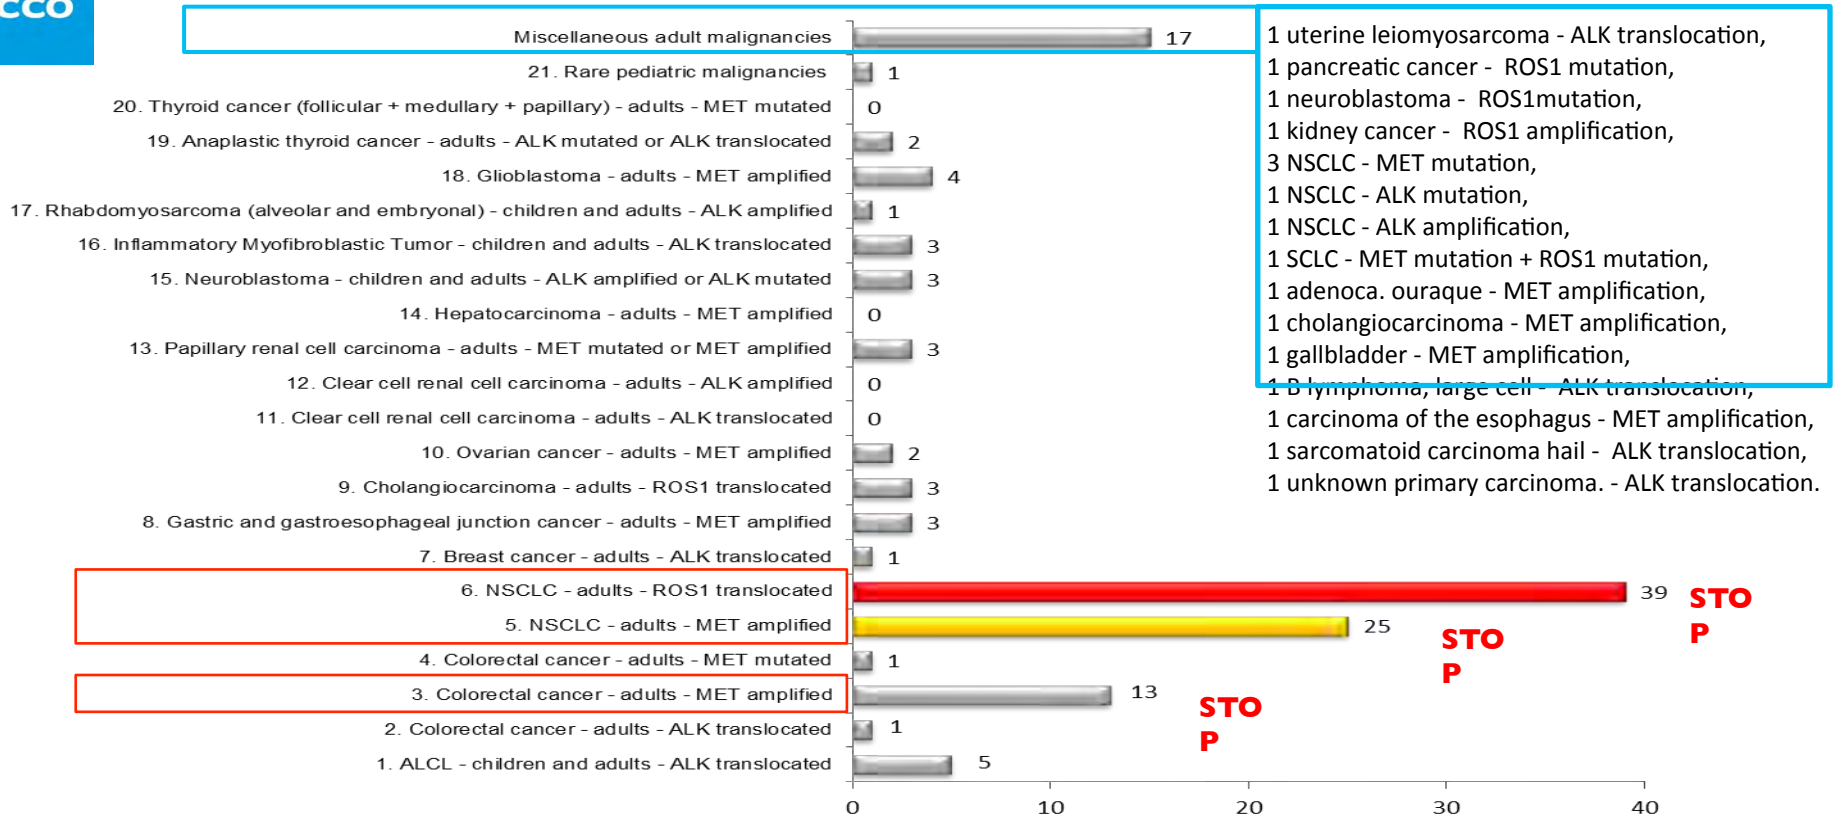 cco
Miscellaneous adult malignancies 17
21. Rare pediatric malignancies 1
20. Thyroid cancer (follicular + medullary + papillary) - adults - MET mutated 0
19. Anaplastic thyroid cancer - adults - ALK mutated or ALK translocated 2
18. Glioblastoma - adults - MET amplified 4
17. Rhabdomyosarcoma (alveolar and embryonal) - children and adults - ALK amplified 1
16. Inflammatory Myofibroblastic Tumor - children and adults - ALK translocated 3
15. Neuroblastoma - children and adults - ALK amplified or ALK mutated 3
14. Hepatocarcinoma - adults - MET amplified 0
13. Papillary renal cell carcinoma - adults - MET mutated or MET amplified 3
12. Clear cell renal cell carcinoma - adults - ALK amplified 0
11. Clear cell renal cell carcinoma - adults - ALK translocated 0
10. Ovarian cancer - adults - MET amplified 2
9. Cholangiocarcinoma - adults - ROS1 translocated 3
8. Gastric and gastroesophageal junction cancer - adults - MET amplified 3
7. Breast cancer - adults - ALK translocated 1
6. NSCLC - adults - ROS1 translocated 39
STO
P
5. NSCLC - adults - MET amplified 25
STO
P
4. Colorectal cancer - adults - MET mutated 1
3. Colorectal cancer - adults - MET amplified 13
STO
P
2. Colorectal cancer - adults - ALK translocated 1
1. ALCL - children and adults - ALK translocated 5
0 10 20 30 40
1 uterine leiomyosarcoma - ALK translocation,
1 pancreatic cancer - ROS1 mutation,
1 neuroblastoma - ROS1mutation,
1 kidney cancer - ROS1 amplification,
3 NSCLC - MET mutation,
1 NSCLC - ALK mutation,
1 NSCLC - ALK amplification,
1 SCLC - MET mutation + ROS1 mutation,
1 adenoca. ouraque - MET amplification,
1 cholangiocarcinoma - MET amplification,
1 gallbladder - MET amplification,
1 B lymphoma, large cell - ALK translocation,
1 carcinoma of the esophagus - MET amplification,
1 sarcomatoid carcinoma hail - ALK translocation,
1 unknown primary carcinoma. - ALK translocation.